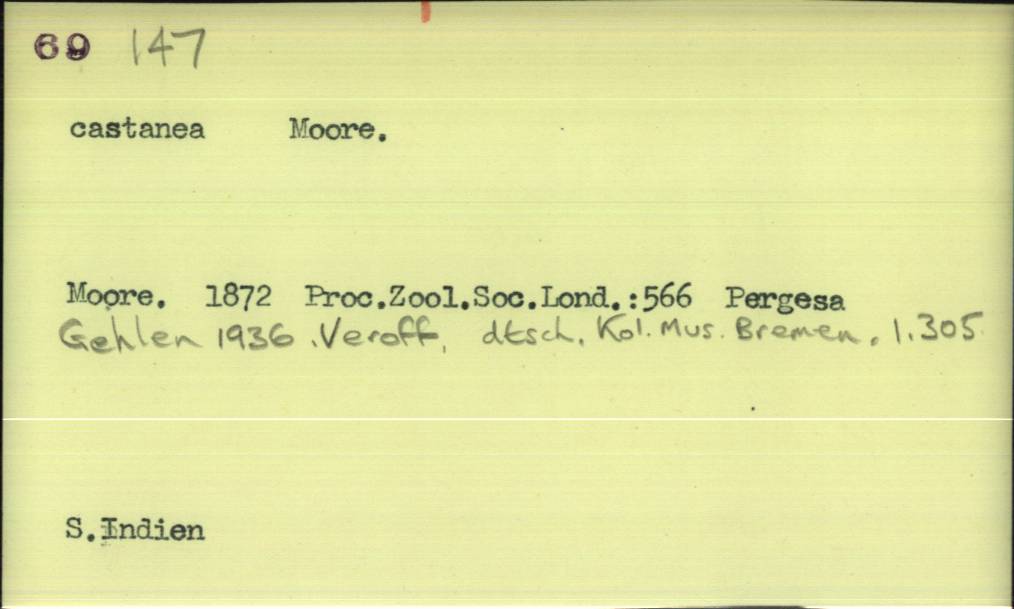 69 147
castanea Moore.
Moore. 1872 Proc.Zool.Soc.Lond.:566 Pergesa
Gehlen 1936 .Veroff. dtsch. Kol. Mus. Bremen. 1.305
S.Indien